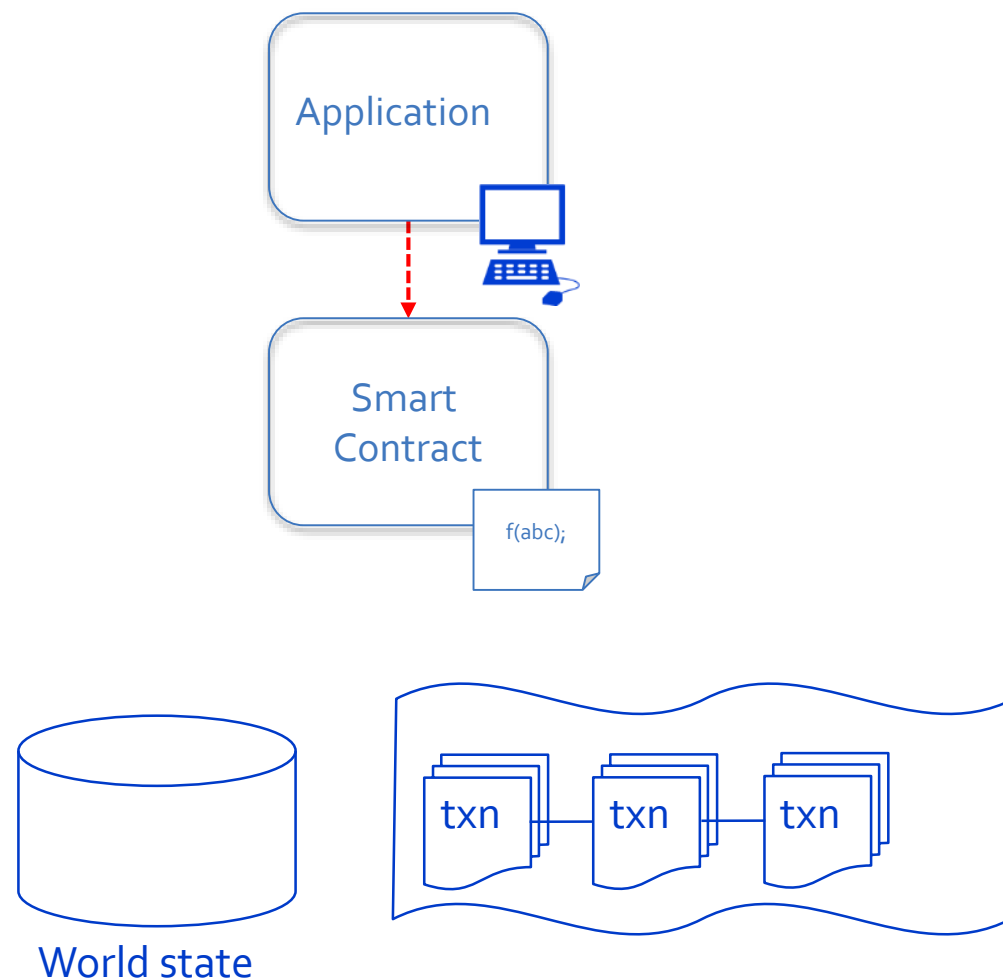 Application
Smart
Contract
f(abc);
txn
txn
txn
World state